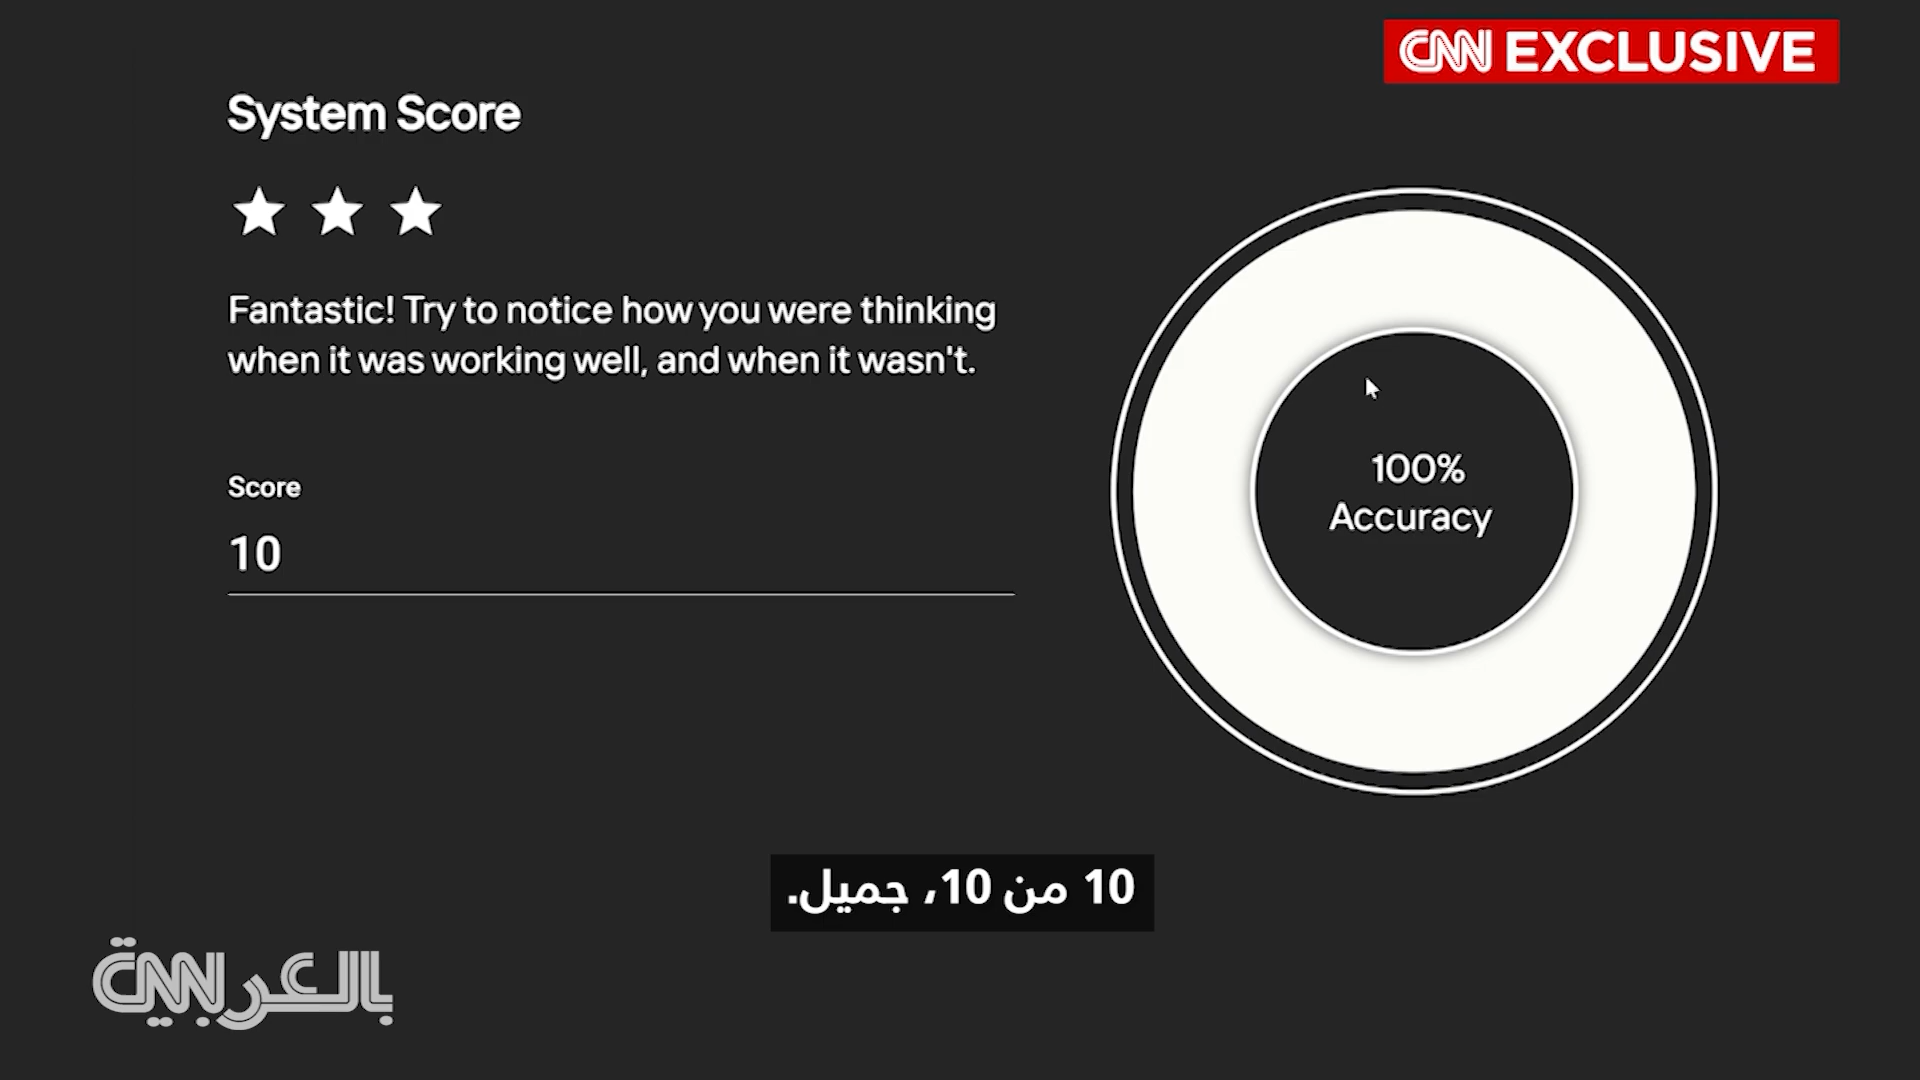 CNN EXCLUSIVE
System Score
Fantastic! Try to notice how you were thinking
when it was working well, and when it wasn't.
Score
10
100%
Accuracy
10 من 10، جميل.
CNN بالعربية